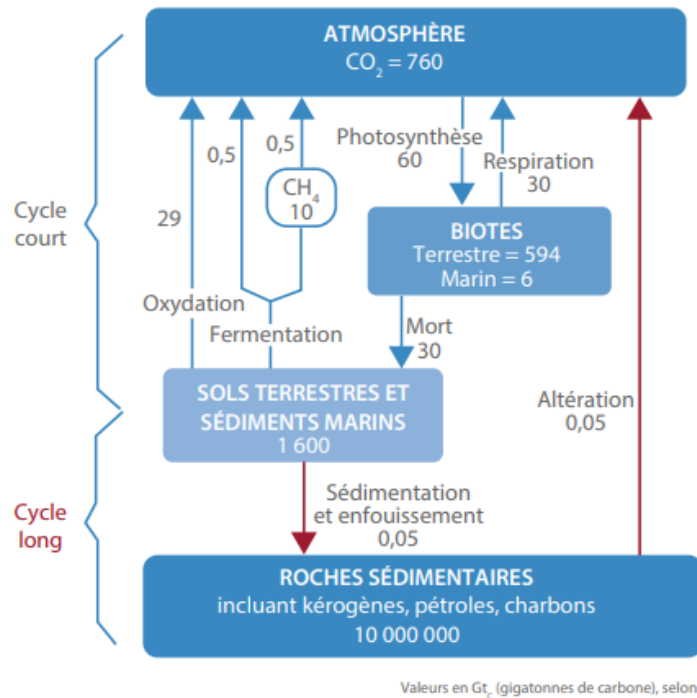 ATMOSPHÈRE
CO₂ = 760
Cycle
court
29
Oxydation
0,5
Fermentation
0,5
CH₄
10
Photosynthèse
60
Respiration
30
BIOTES
Terrestre = 594
Marin = 6
Mort
30
SOLS TERRESTRES ET
SÉDIMENTS MARINS
1 600
Altération
0,05
Cycle
long
Sédimentation
et enfouissement
0,05
ROCHES SÉDIMENTAIRES
incluant kérogènes, pétroles, charbons
10 000 000
Valeurs en Gt꜀ (gigatonnes de carbone), selon